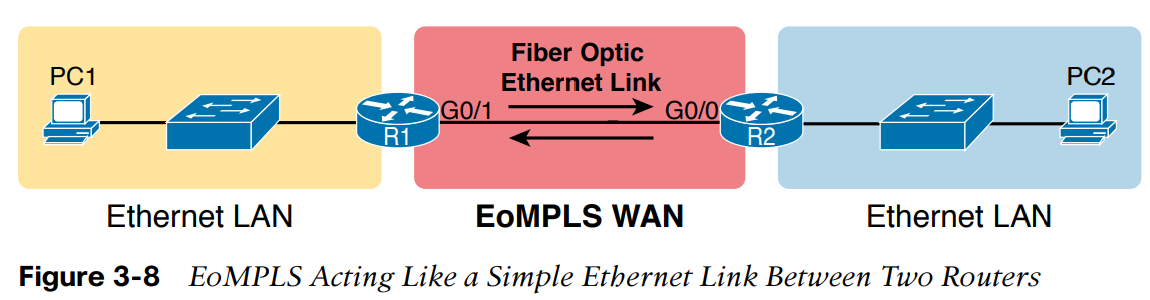 Fiber Optic
Ethernet Link
PC1
PC2
G0/1
G0/0
R1
R2
Ethernet LAN
EoMPLS WAN
Ethernet LAN
Figure 3-8 EoMPLS Acting Like a Simple Ethernet Link Between Two Routers